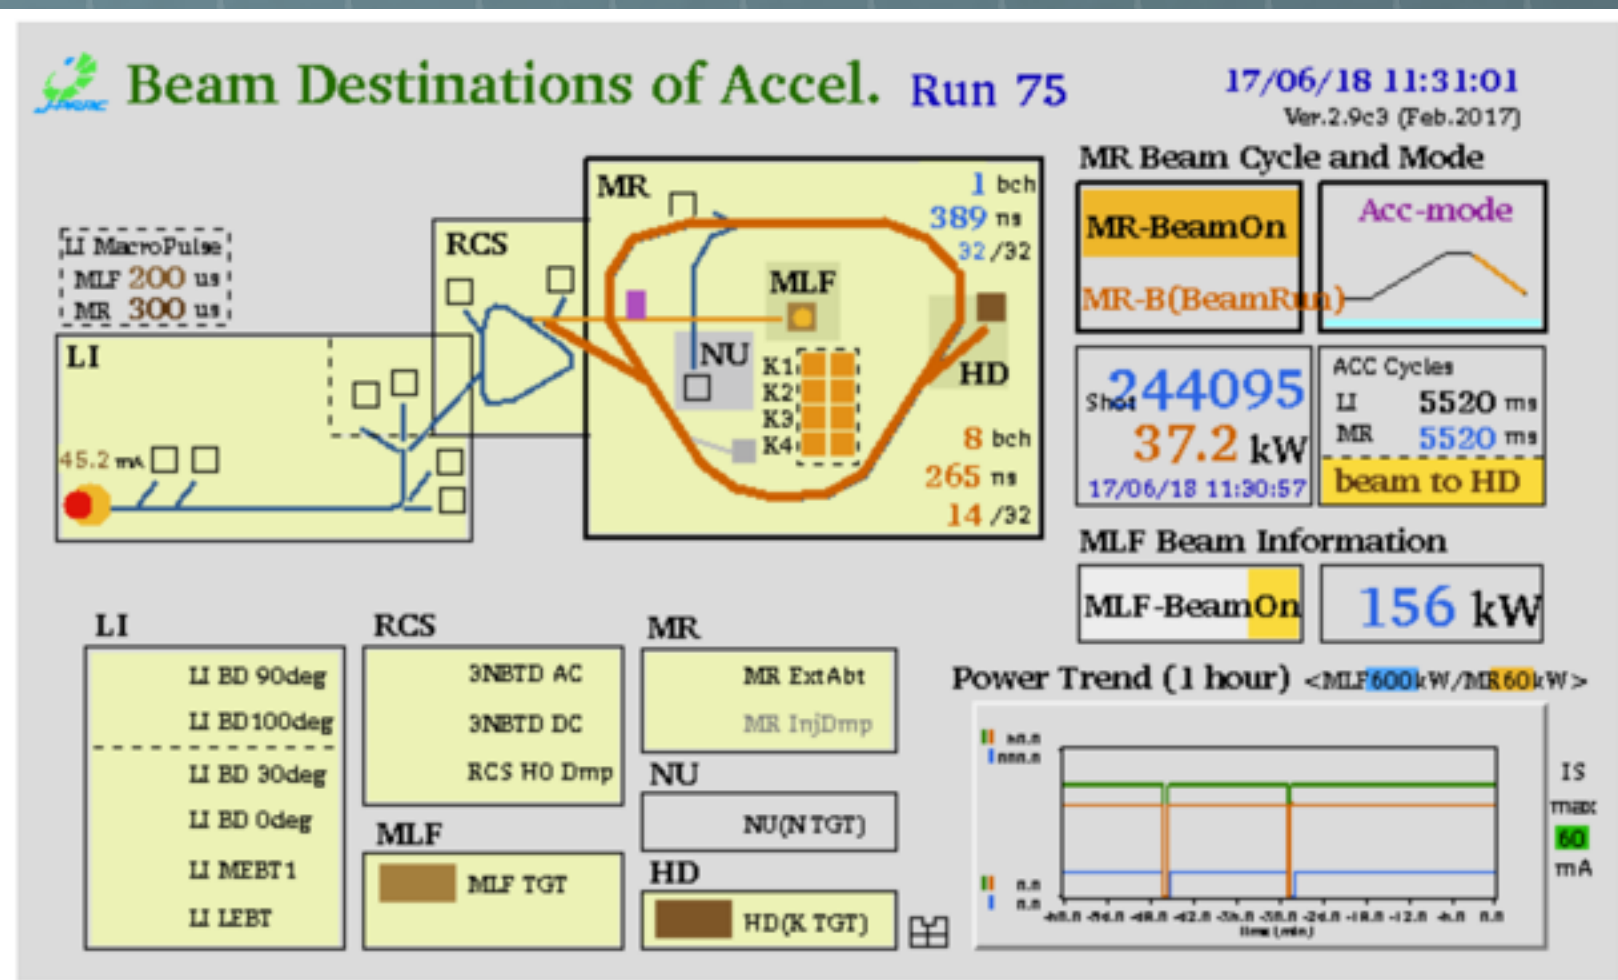 J-PARC
Beam Destinations of Accel. Run 75
17/06/18 11:31:01
Ver.2.9c3 (Feb.2017)
LI MacroPulse
MLF 200 us
MR 300 us
LI
45.2 mA
RCS
MR
1 bch
389 ns
32/32
MLF
NU
K1
K2
K3
K4
HD
8 bch
265 ns
14/32
MR Beam Cycle and Mode
MR-BeamOn
MR-B(BeamRun)
Acc-mode
Shot 244095
37.2 kW
17/06/18 11:30:57
ACC Cycles
LI 5520 ms
MR 5520 ms
beam to HD
MLF Beam Information
MLF-BeamOn
156 kW
LI
LI BD 90deg
LI BD100deg
LI BD 30deg
LI BD 0deg
LI MEBT1
LI LEBT
RCS
3NBTD AC
3NBTD DC
RCS H0 Dmp
MLF
MLF TGT
MR
MR ExtAbt
MR InjDmp
NU
NU(N TGT)
HD
HD(K TGT)
Power Trend (1 hour) <MLF600kW/MR60kW>
IS
max
60
mA
time (min)